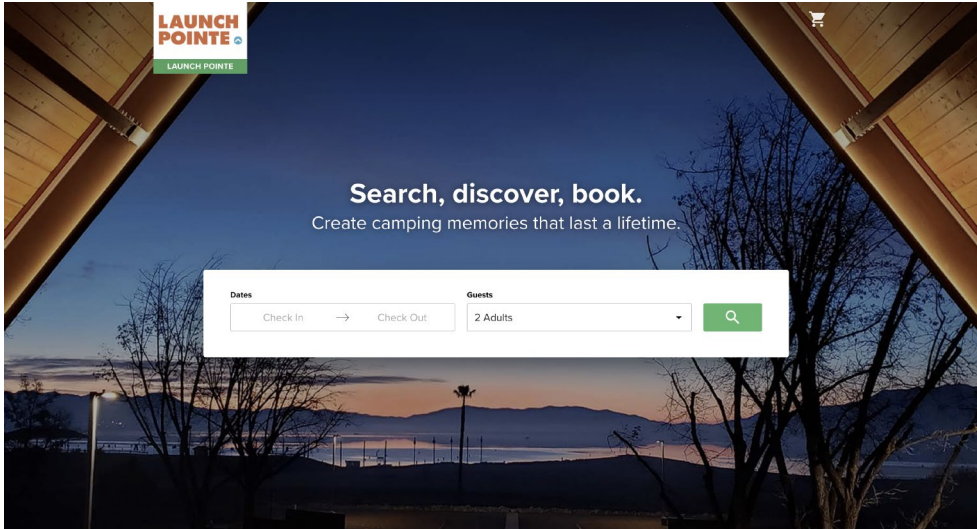 LAUNCH
POINTE
LAUNCH POINTE
Search, discover, book.
Create camping memories that last a lifetime.
Dates
Guests
Check In → Check Out
2 Adults